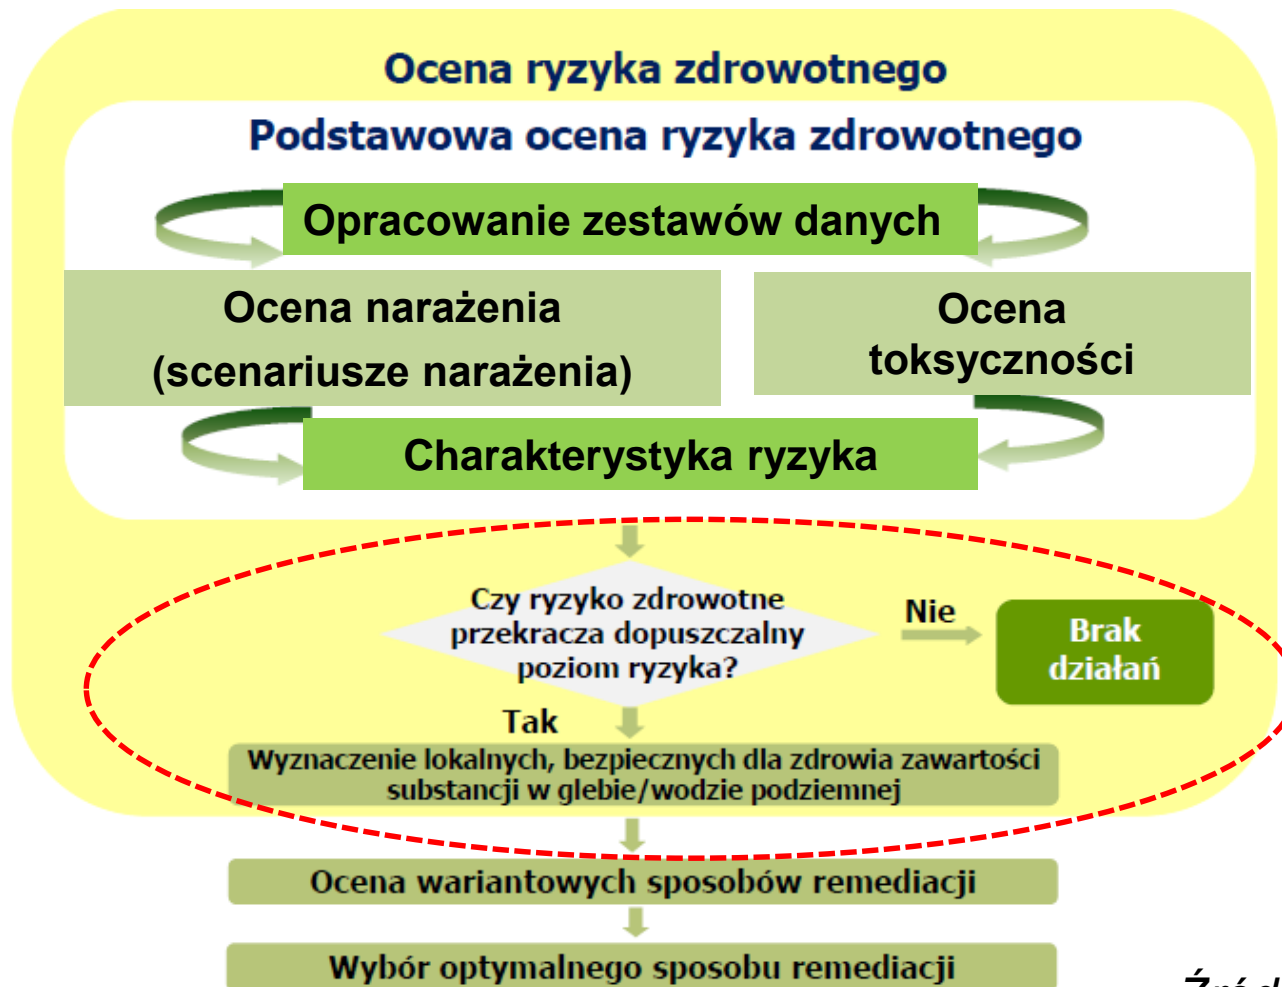 Ocena ryzyka zdrowotnego
Podstawowa ocena ryzyka zdrowotnego
Opracowanie zestawów danych
Ocena narażenia
(scenariusze narażenia)
Ocena
toksyczności
Charakterystyka ryzyka
Czy ryzyko zdrowotne
przekracza dopuszczalny
poziom ryzyka?
Nie
Brak
działań
Tak
Wyznaczenie lokalnych, bezpiecznych dla zdrowia zawartości
substancji w glebie/wodzie podziemnej
Ocena wariantowych sposobów remediacji
Wybór optymalnego sposobu remediacji